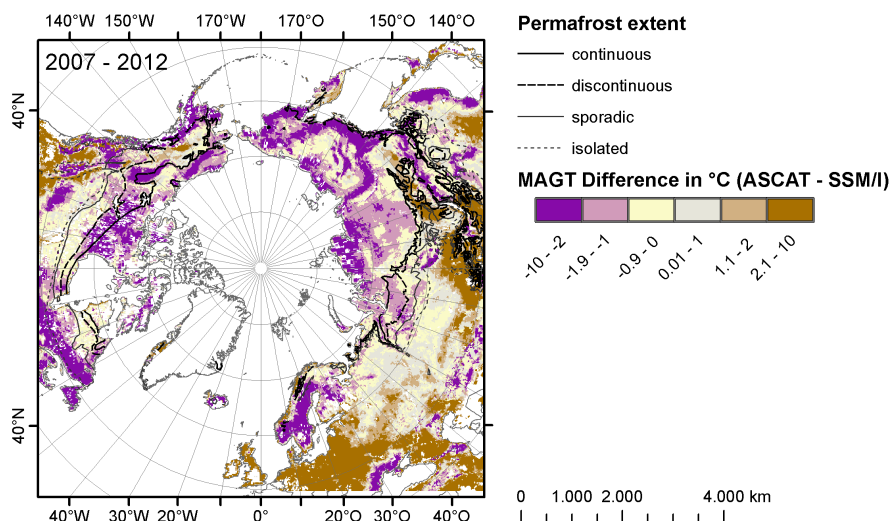 140°W 150°W 170°W 170°O 150°O 140°O
2007 - 2012
40°N
40°N
40°W 30°W 20°W 0° 20°O 30°O 40°O
Permafrost extent
continuous
discontinuous
sporadic
isolated
MAGT Difference in °C (ASCAT - SSM/I)
-10 - -2
-1.9 - -1
-0.9 - 0
0.01 - 1
1.1 - 2
2.1 - 10
0 1.000 2.000 4.000 km